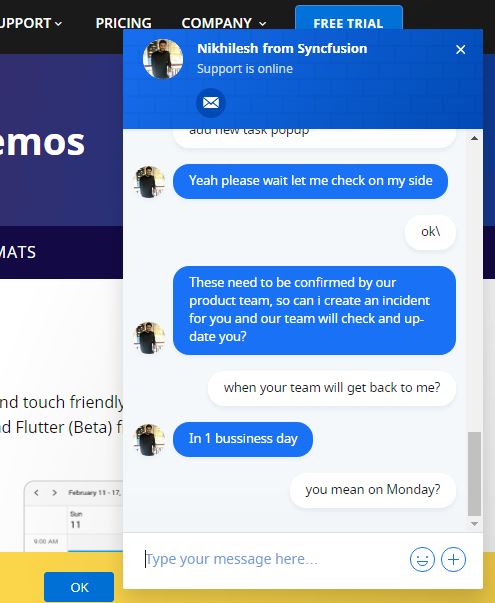 UPPORT
PRICING
COMPANY
FREE TRIAL
Nikhilesh from Syncfusion
Support is online
emos
add new task popup
Yeah please wait let me check on my side
MATS
ok\
These need to be confirmed by our
product team, so can i create an incident
for you and our team will check and up-
date you?
when your team will get back to me?
nd touch friendly
d Flutter (Beta) f
In 1 bussiness day
you mean on Monday?
February 11 - 17,
Sun
11
9:00 AM
Type your message here...
OK